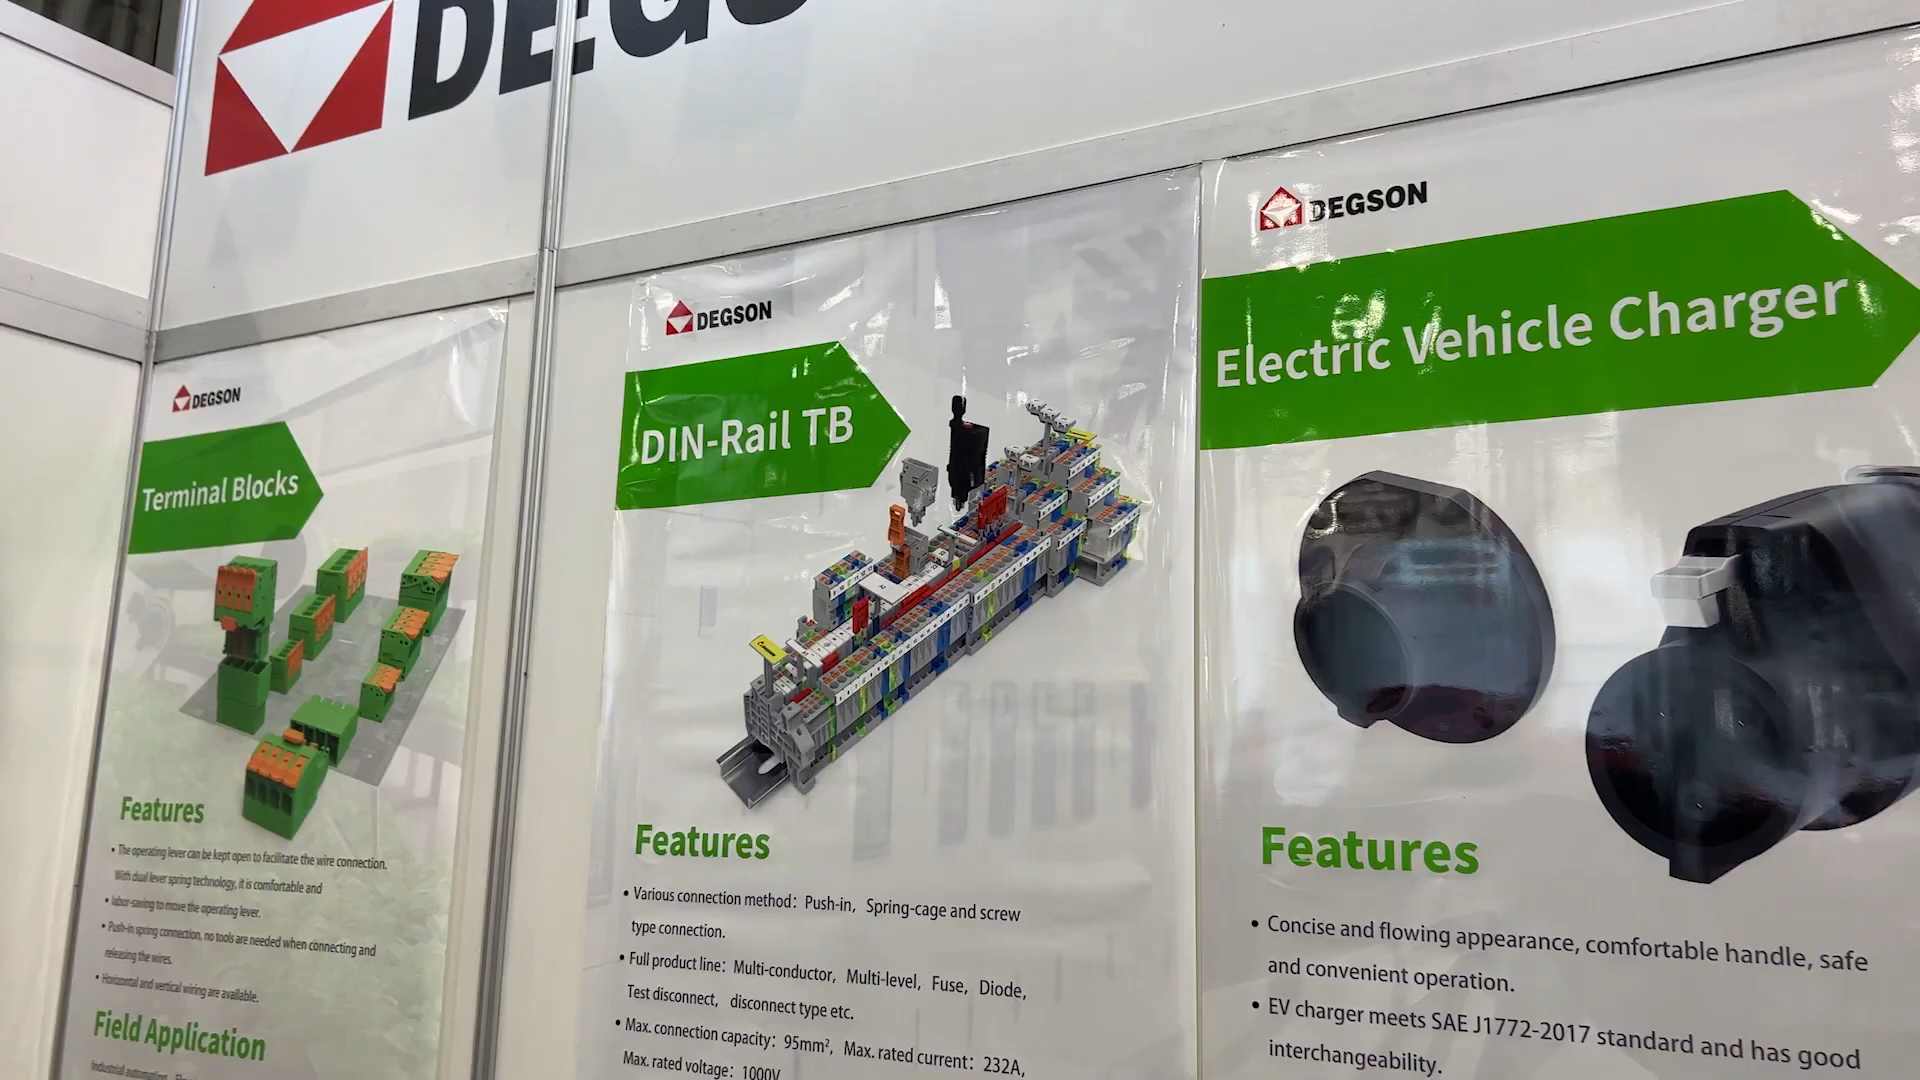 DEGS
DEGSON
Terminal Blocks
Features
• The operating lever can be kept open to facilitate the wire connection.
With dual lever spring technology, it is comfortable and
• labor-saving to move the operating lever.
• Push-in spring connection, no tools are needed when connecting and
releasing the wires.
• Horizontal and vertical wiring are available.
Field Application
Industrial automation,
DEGSON
DIN-Rail TB
Features
• Various connection method: Push-in, Spring-cage and screw
type connection.
• Full product line: Multi-conductor, Multi-level, Fuse, Diode,
Test disconnect, disconnect type etc.
• Max. connection capacity: 95mm², Max. rated current: 232A,
Max. rated voltage: 1000V
DEGSON
Electric Vehicle Charger
Features
• Concise and flowing appearance, comfortable handle, safe
and convenient operation.
• EV charger meets SAE J1772-2017 standard and has good
interchangeability.